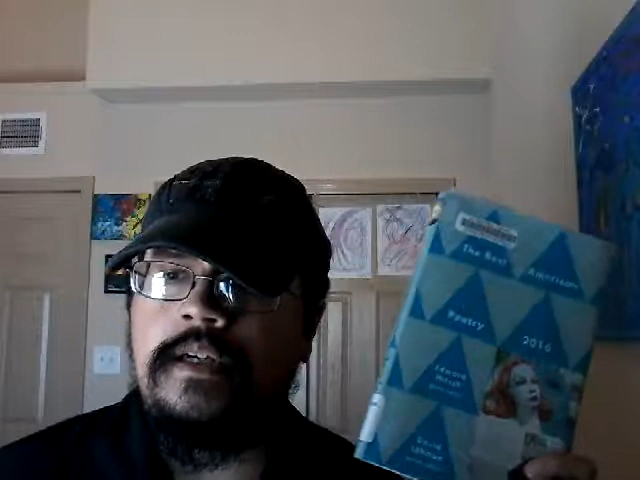 The Best American
Poetry 2016
Edward
Hirsch
David
Lehman